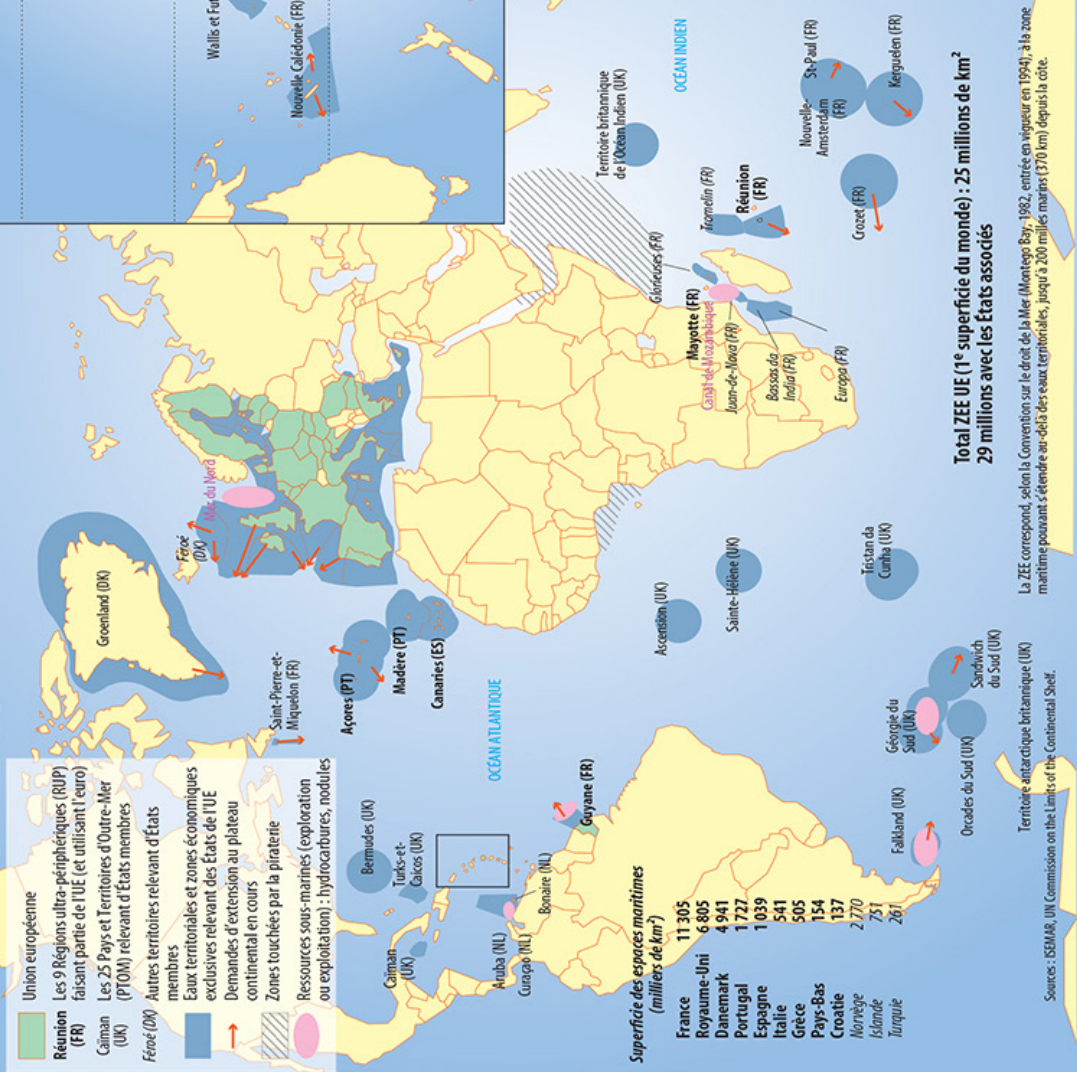 Union européenne
Réunion
(FR)
Les 9 Régions ultra-périphériques (RUP)
faisant partie de l'UE (et utilisant l'euro)
Caïman
(UK)
Les 25 Pays et Territoires d'Outre-Mer
(PTOM) relevant d'États membres
Féroé (DK)
Autres territoires relevant d'États
membres
Eaux territoriales et zones économiques
exclusives relevant des États de l'UE
Demandes d'extension au plateau
continental en cours
Zones touchées par la piraterie
Ressources sous-marines (exploration
ou exploitation) : hydrocarbures, nodules
Groenland (DK)
Féroé
(DK)
Mer du Nord
Saint-Pierre-et-
Miquelon (FR)
Açores (PT)
Madère (PT)
Canaries (ES)
OCÉAN ATLANTIQUE
Bermudes (UK)
Turks-et-
Caicos (UK)
Caïman
(UK)
Aruba (NL)
Curaçao (NL)
Bonaire (NL)
Guyane (FR)
Wallis et
Nouvelle Calédonie (FR)
OCÉAN INDIEN
Territoire britannique
de l'Océan Indien (UK)
Glorieuses (FR)
Tromelin (FR)
Réunion
(FR)
Mayotte (FR)
Canal de Mozambique
Juan-de-Nova (FR)
Bassas da
India (FR)
Europa (FR)
Nouvelle-
Amsterdam
(FR)
St-Paul (FR)
Kerguelen (FR)
Crozet (FR)
Ascension (UK)
Sainte-Hélène (UK)
Tristan da
Cunha (UK)
Géorgie du
Sud (UK)
Sandwich
du Sud (UK)
Falkland (UK)
Orcades du Sud (UK)
Territoire antarctique britannique (UK)
Superficie des espaces maritimes
(milliers de km²)
France 11 305
Royaume-Uni 6 805
Danemark 4 941
Portugal 1 727
Espagne 1 039
Italie 541
Grèce 505
Pays-Bas 154
Croatie 137
Norvège 2 770
Islande 751
Turquie 261
Total ZEE UE (1e superficie du monde) : 25 millions de km²
29 millions avec les États associés
La ZEE correspond, selon la Convention sur le droit de la Mer (Montego Bay, 1982, entrée en vigueur en 1994), à la zone
maritime pouvant s'étendre au-delà des eaux territoriales, jusqu'à 200 milles marins (370 km) depuis la côte.
Sources : ISEMAR, UN Commission on the Limits of the Continental Shelf.